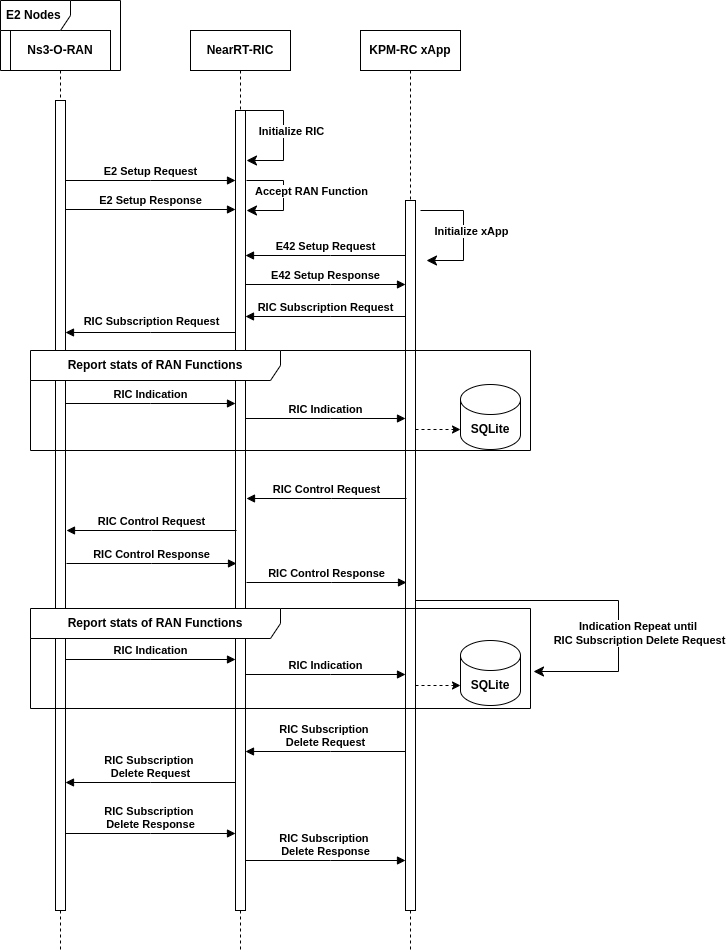 E2 Nodes
Ns3-O-RAN
NearRT-RIC
KPM-RC xApp
Initialize RIC
E2 Setup Request
Accept RAN Function
E2 Setup Response
Initialize xApp
E42 Setup Request
E42 Setup Response
RIC Subscription Request
RIC Subscription Request
Report stats of RAN Functions
RIC Indication
RIC Indication
SQLite
RIC Control Request
RIC Control Request
RIC Control Response
RIC Control Response
Report stats of RAN Functions
Indication Repeat until
RIC Subscription Delete Request
RIC Indication
RIC Indication
SQLite
RIC Subscription
Delete Request
RIC Subscription
Delete Request
RIC Subscription
Delete Response
RIC Subscription
Delete Response